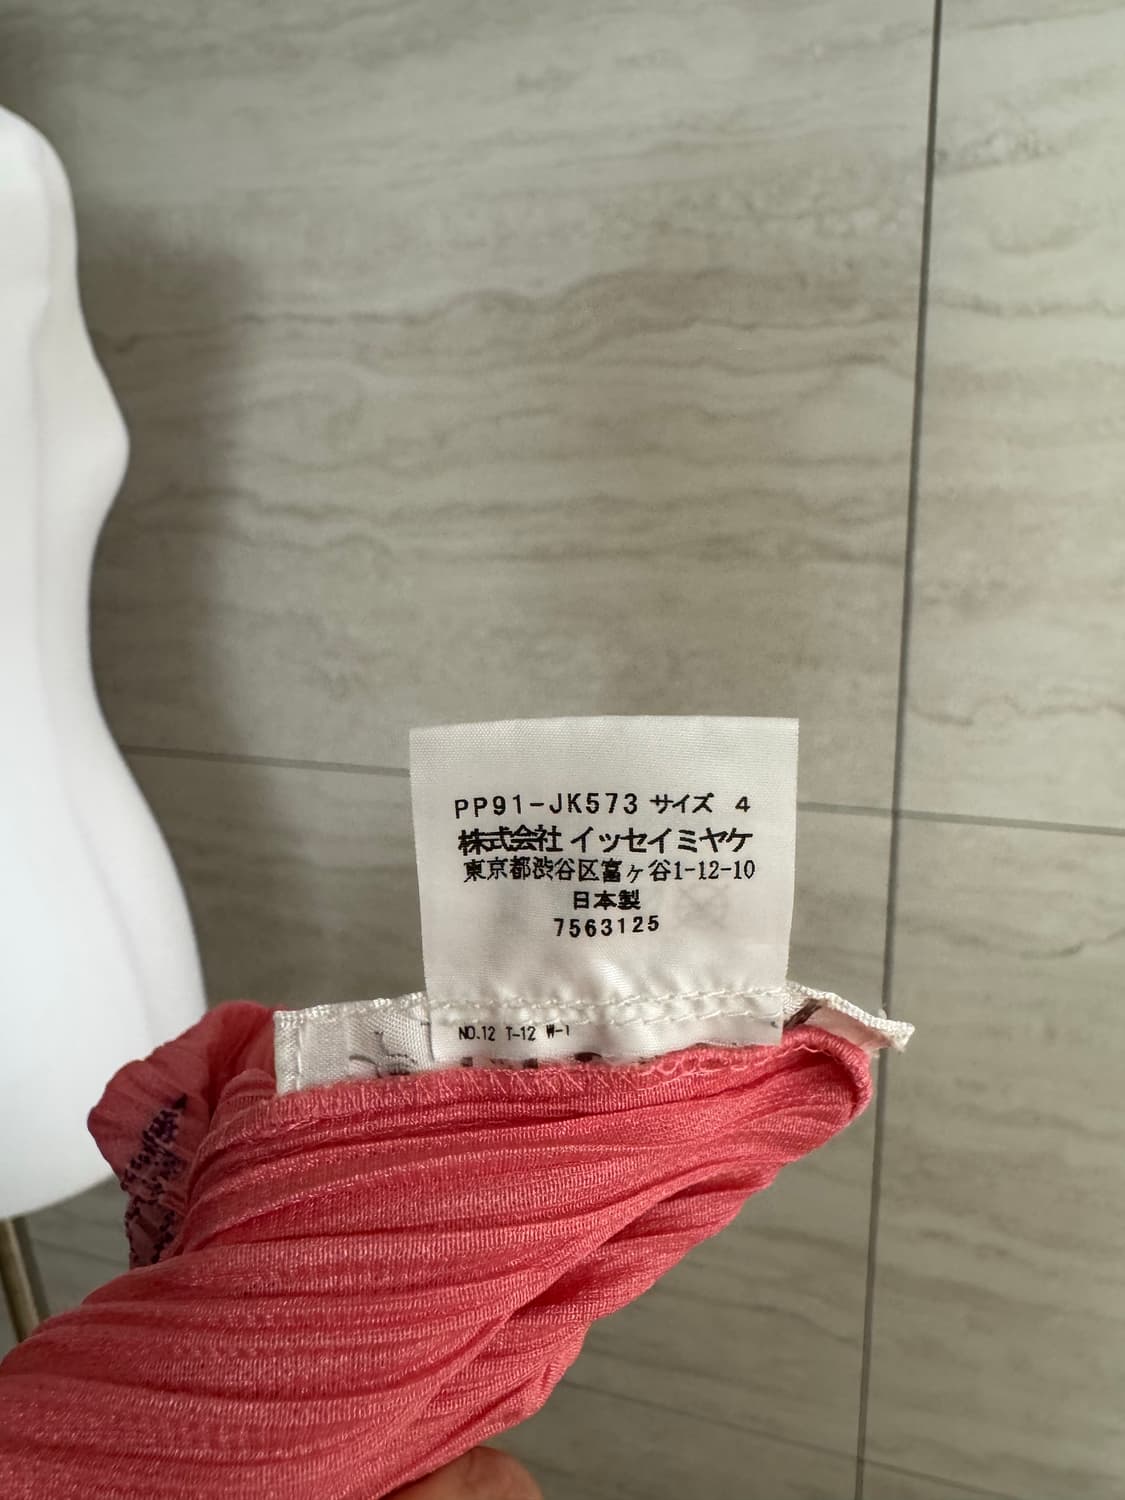 PP91-JK573 サイズ 4
株式会社 イッセイミヤケ
東京都渋谷区富ヶ谷1-12-10
日本製
7563125
NO.12 T-12 W-1